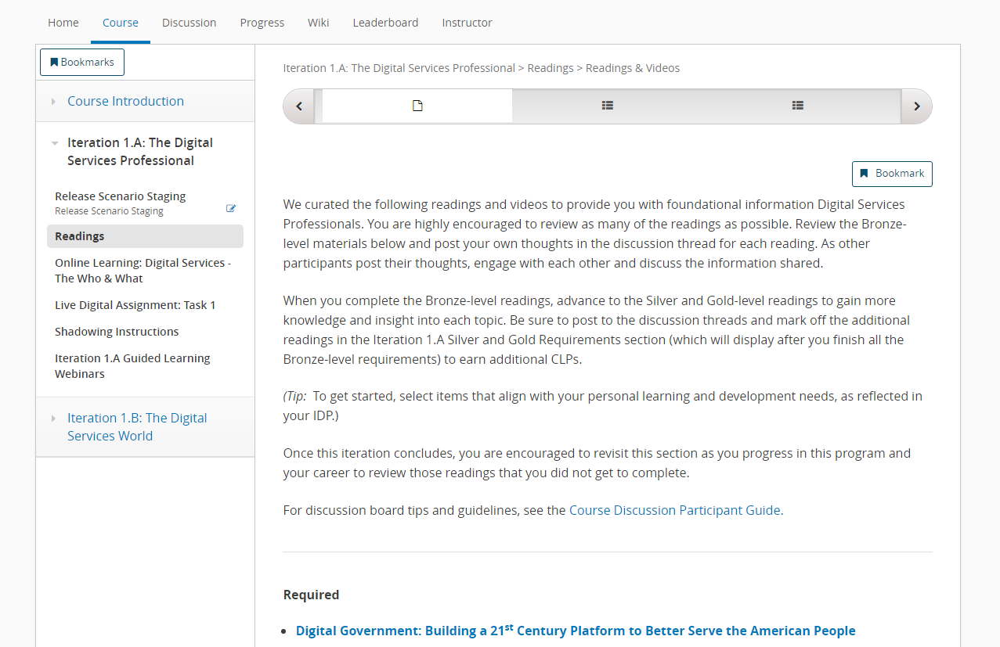 Home Course Discussion Progress Wiki Leaderboard Instructor
Bookmarks
Course Introduction
Iteration 1.A: The Digital
Services Professional
Release Scenario Staging
Release Scenario Staging
Readings
Online Learning: Digital Services -
The Who & What
Live Digital Assignment: Task 1
Shadowing Instructions
Iteration 1.A Guided Learning
Webinars
Iteration 1.B: The Digital
Services World
Iteration 1.A: The Digital Services Professional > Readings > Readings & Videos
Bookmark
We curated the following readings and videos to provide you with foundational information Digital Services
Professionals. You are highly encouraged to review as many of the readings as possible. Review the Bronze-
level materials below and post your own thoughts in the discussion thread for each reading. As other
participants post their thoughts, engage with each other and discuss the information shared.
When you complete the Bronze-level readings, advance to the Silver and Gold-level readings to gain more
knowledge and insight into each topic. Be sure to post to the discussion threads and mark off the additional
readings in the Iteration 1.A Silver and Gold Requirements section (which will display after you finish all the
Bronze-level requirements) to earn additional CLPs.
(Tip: To get started, select items that align with your personal learning and development needs, as reflected in
your IDP.)
Once this iteration concludes, you are encouraged to revisit this section as you progress in this program and
your career to review those readings that you did not get to complete.
For discussion board tips and guidelines, see the Course Discussion Participant Guide.
Required
• Digital Government: Building a 21st Century Platform to Better Serve the American People